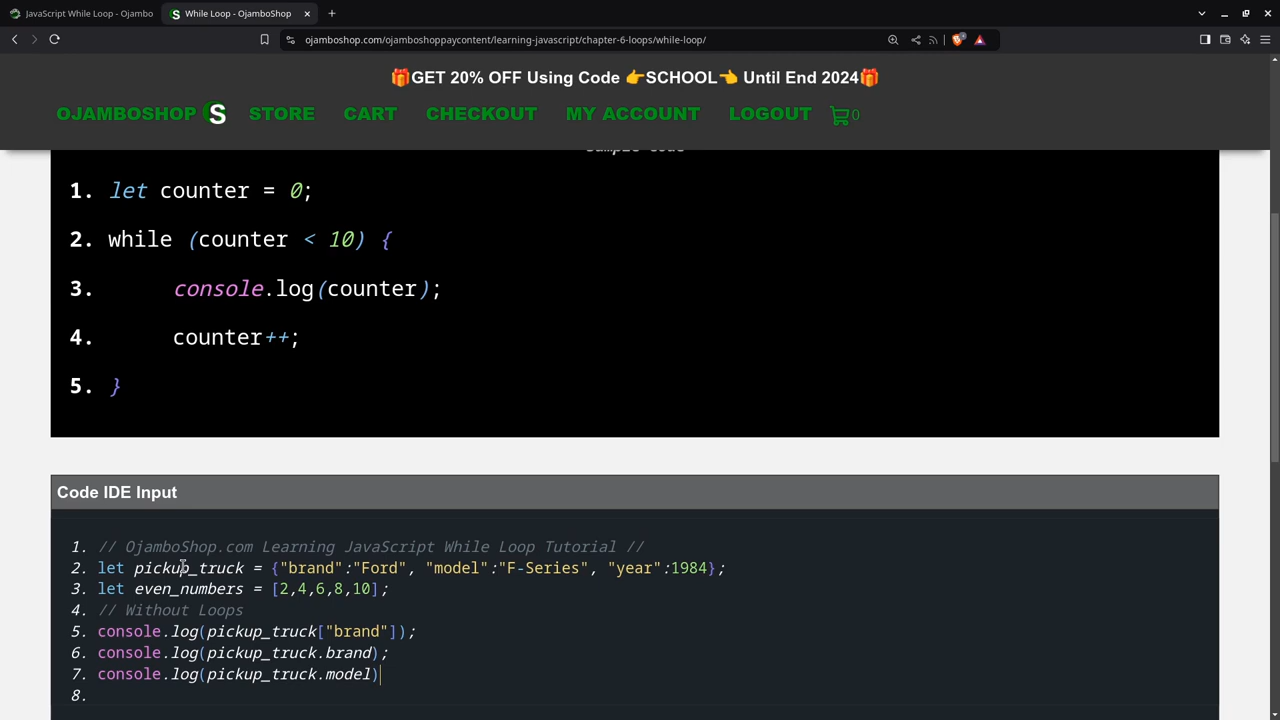 JavaScript While Loop - Ojambo
While Loop - OjamboShop
ojamboshop.com/ojamboshoppaycontent/learning-javascript/chapter-6-loops/while-loop/
🎁GET 20% OFF Using Code 👉SCHOOL👈 Until End 2024🎁
OJAMBOSHOP S STORE CART CHECKOUT MY ACCOUNT LOGOUT 0
Sample Code
1. let counter = 0;
2. while (counter < 10) {
3. console.log(counter);
4. counter++;
5. }
Code IDE Input
1. // OjamboShop.com Learning JavaScript While Loop Tutorial //
2. let pickup_truck = {"brand":"Ford", "model":"F-Series", "year":1984};
3. let even_numbers = [2,4,6,8,10];
4. // Without Loops
5. console.log(pickup_truck["brand"]);
6. console.log(pickup_truck.brand);
7. console.log(pickup_truck.model)
8.